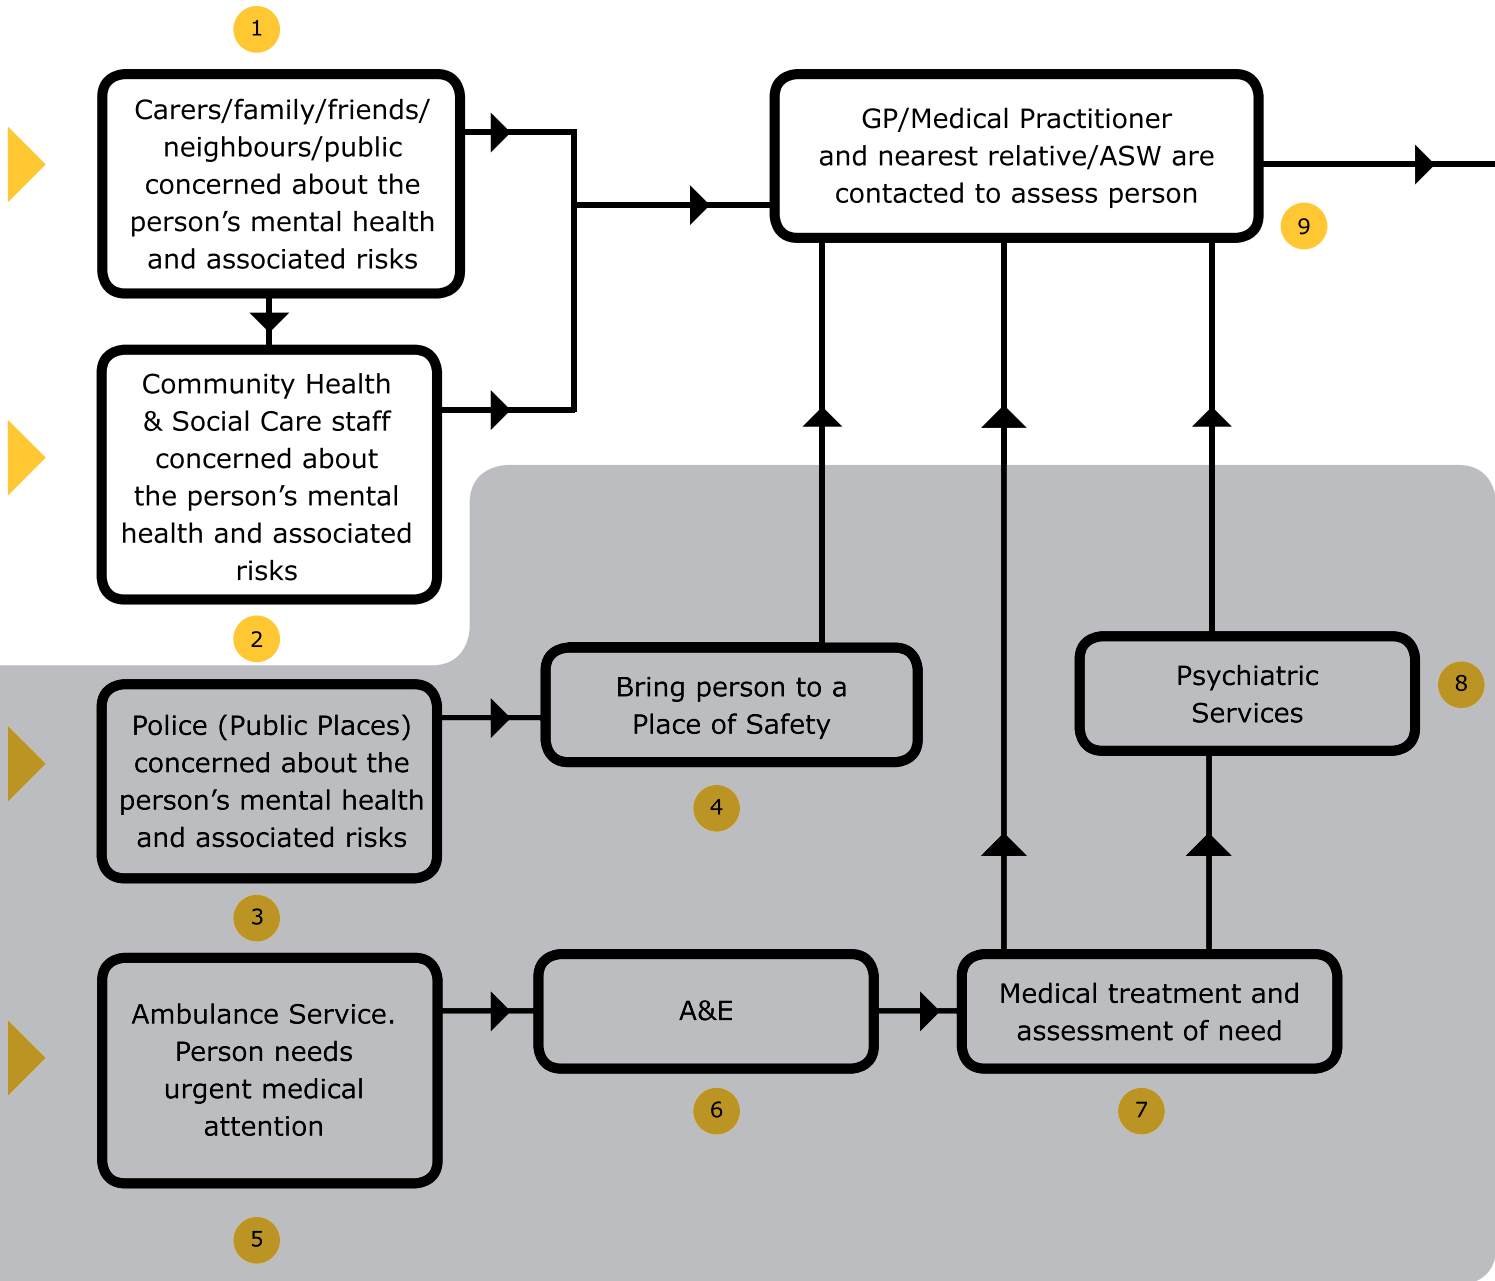 1
Carers/family/friends/
neighbours/public
concerned about the
person’s mental health
and associated risks
GP/Medical Practitioner
and nearest relative/ASW are
contacted to assess person
9
Community Health
& Social Care staff
concerned about
the person’s mental
health and associated
risks
2
Police (Public Places)
concerned about the
person’s mental health
and associated risks
3
Bring person to a
Place of Safety
4
Psychiatric
Services
8
Ambulance Service.
Person needs
urgent medical
attention
5
A&E
6
Medical treatment and
assessment of need
7